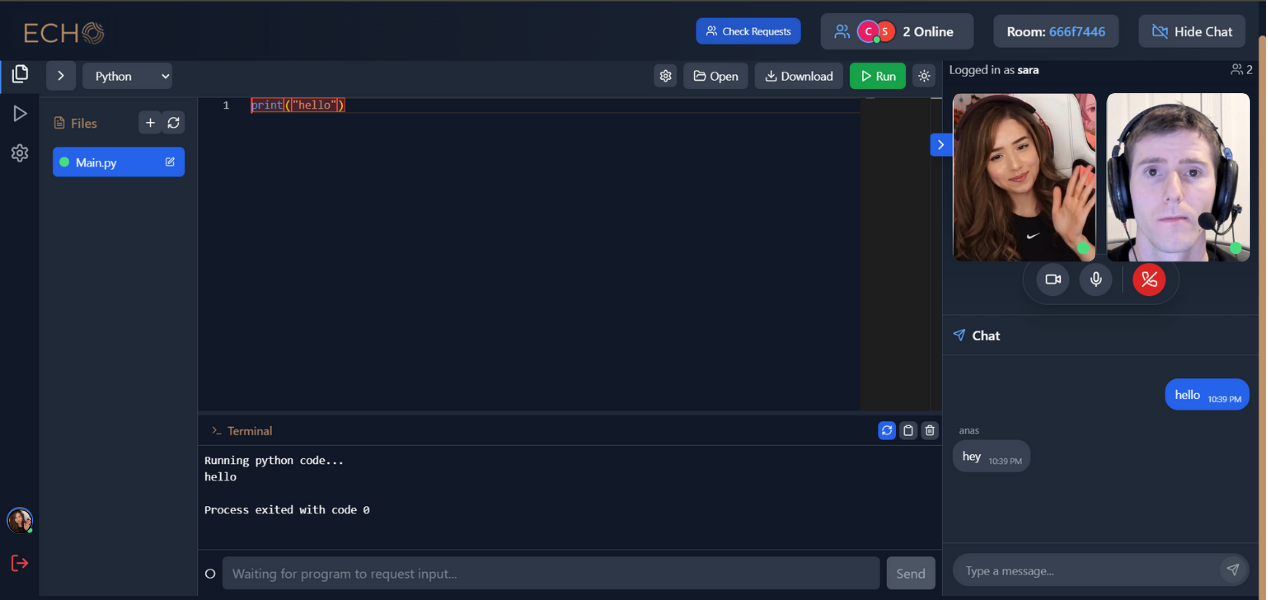 ECHO
Check Requests
C S 2 Online
Room: 666f7446
Hide Chat
Python
Open
Download
Run
Logged in as sara
2
Files
Main.py
1 print("hello")
Terminal
Running python code...
hello
Process exited with code 0
Waiting for program to request input...
Send
Chat
hello 10:39 PM
anas
hey 10:39 PM
Type a message...